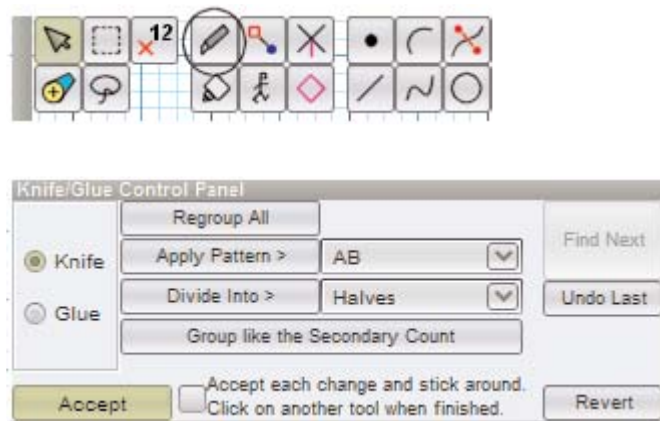 12
Knife/Glue Control Panel
Regroup All
Knife
Apply Pattern >
AB
Find Next
Glue
Divide Into >
Halves
Undo Last
Group like the Secondary Count
Accept
Accept each change and stick around.
Click on another tool when finished.
Revert